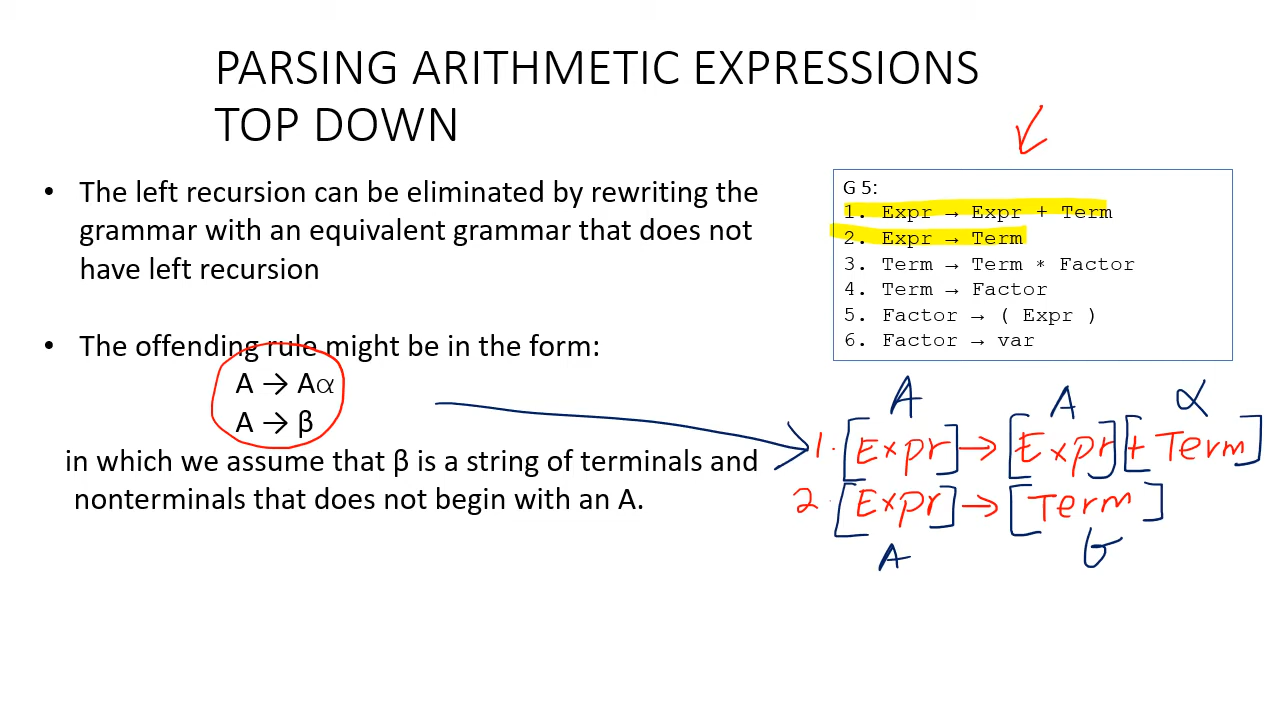 PARSING ARITHMETIC EXPRESSIONS
TOP DOWN
• The left recursion can be eliminated by rewriting the
grammar with an equivalent grammar that does not
have left recursion
• The offending rule might be in the form:
A → Aα
A → β
in which we assume that β is a string of terminals and
nonterminals that does not begin with an A.
G 5:
1. Expr → Expr + Term
2. Expr → Term
3. Term → Term * Factor
4. Term → Factor
5. Factor → ( Expr )
6. Factor → var
A A α
1. [Expr] → [Expr] [+ Term]
2. [Expr] → [Term]
A